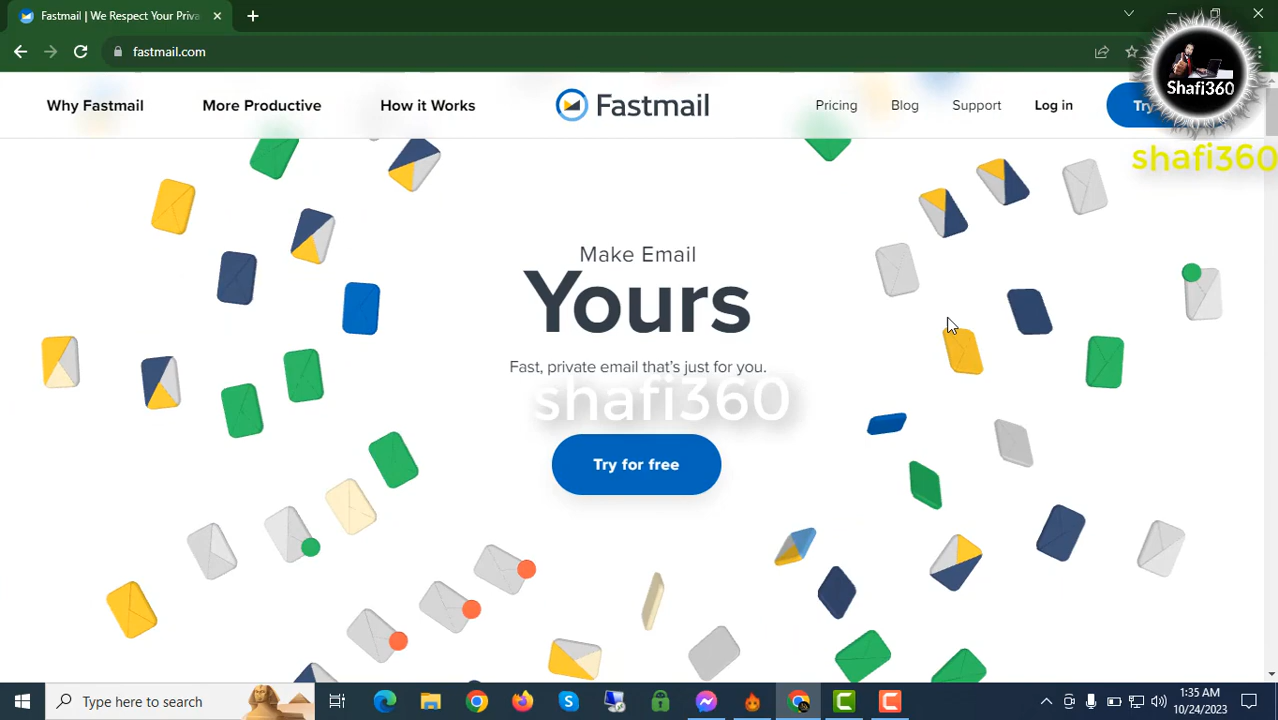 Fastmail | We Respect Your Priva
fastmail.com
Why Fastmail
More Productive
How it Works
Fastmail
Pricing
Blog
Support
Log in
Try
Shafi360
shafi360
Make Email
Yours
Fast, private email that's just for you.
shafi360
Try for free
Type here to search
1:35 AM
10/24/2023